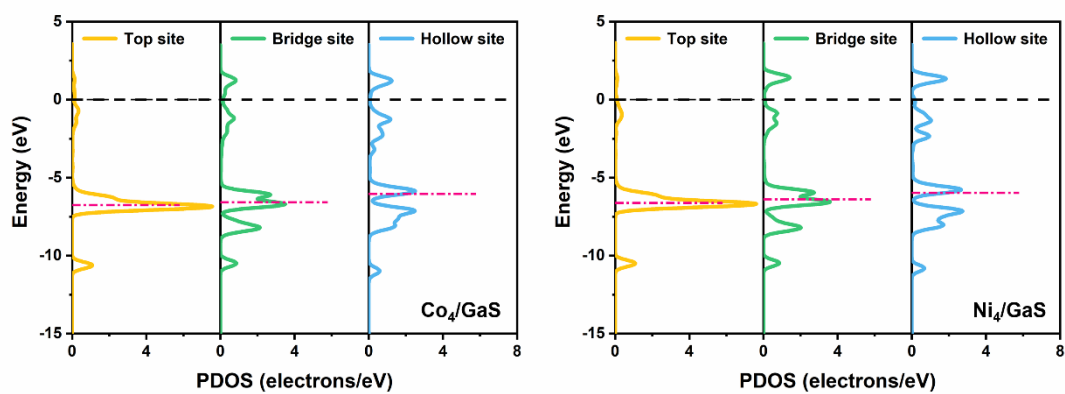 5
0
-5
-10
-15
Energy (eV)
Top site
Bridge site
Hollow site
Co₄/GaS
0 4 0 4 0 4 8
PDOS (electrons/eV)
5
0
-5
-10
-15
Energy (eV)
Top site
Bridge site
Hollow site
Ni₄/GaS
0 4 0 4 0 4 8
PDOS (electrons/eV)